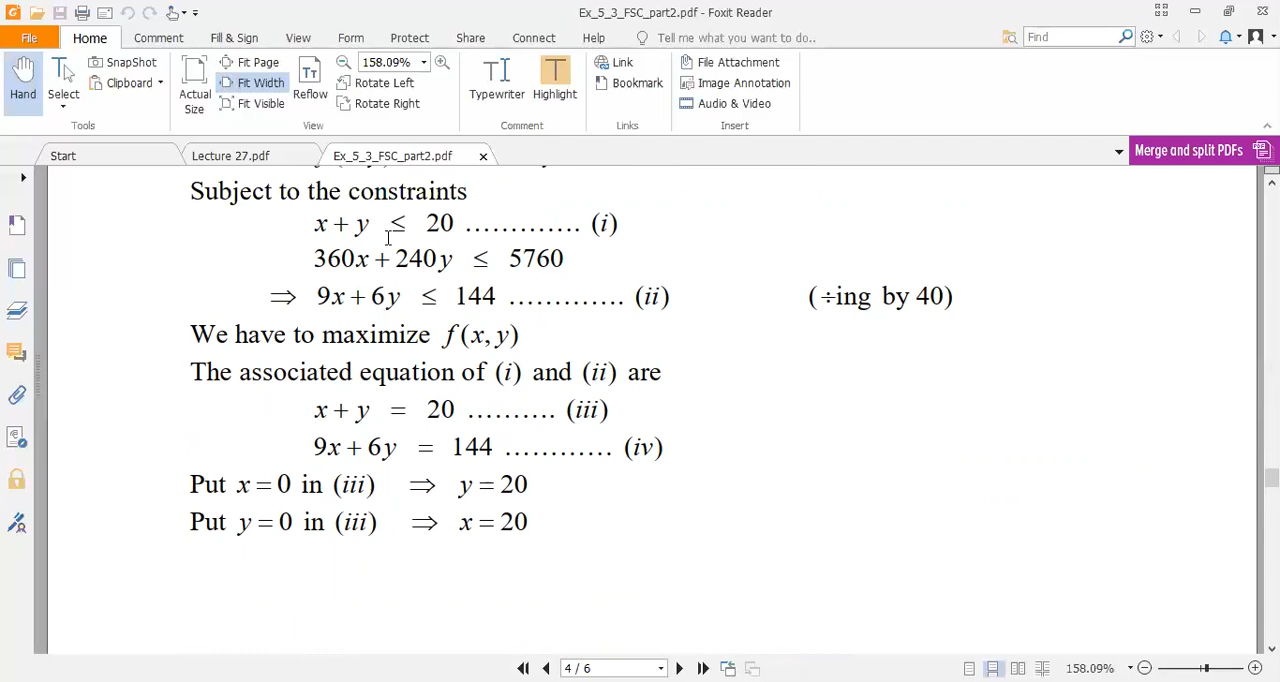 Ex_5_3_FSC_part2.pdf - Foxit Reader
File Home Comment Fill & Sign View Form Protect Share Connect Help Tell me what you want to do.. Find
Hand
Select
SnapShot
Clipboard
Tools
Actual Size
Fit Page
Fit Width
Fit Visible
Reflow
158.09%
Rotate Left
Rotate Right
View
Typewriter
Highlight
Comment
Link
Bookmark
Links
File Attachment
Image Annotation
Audio & Video
Insert
Start Lecture 27.pdf Ex_5_3_FSC_part2.pdf Merge and split PDFs
Subject to the constraints
x + y ≤ 20 ............. (i)
360x + 240y ≤ 5760
⇒ 9x + 6y ≤ 144 ............. (ii) (÷ing by 40)
We have to maximize f(x, y)
The associated equation of (i) and (ii) are
x + y = 20 .......... (iii)
9x + 6y = 144 ............ (iv)
Put x = 0 in (iii) ⇒ y = 20
Put y = 0 in (iii) ⇒ x = 20
4 / 6 158.09%